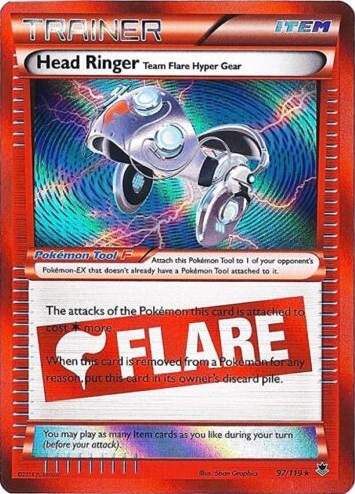 TRAINER ITEM
Head Ringer Team Flare Hyper Gear
Pokémon Tool F Attach this Pokémon Tool to 1 of your opponent's
Pokémon-EX that doesn't already have a Pokémon Tool attached to it.
The attacks of the Pokémon this card is attached to
cost more.
FLARE
When this card is removed from a Pokémon for any
reason, put this card in its owner's discard pile.
You may play as many Item cards as you like during your turn
(before your attack).
Illus. 5ban Graphics 97/119